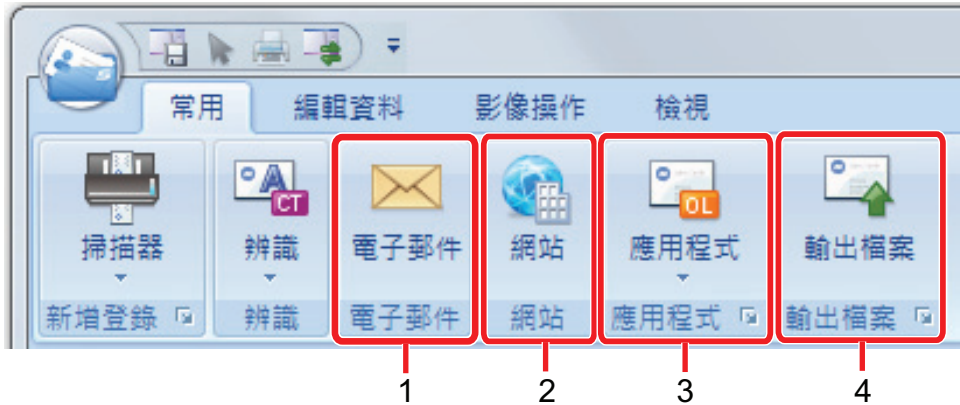 常用 編輯資料 影像操作 檢視
CT OL
掃描器 辨識 電子郵件 網站 應用程式 輸出檔案
新增登錄 辨識 電子郵件 網站 應用程式 輸出檔案
1 2 3 4